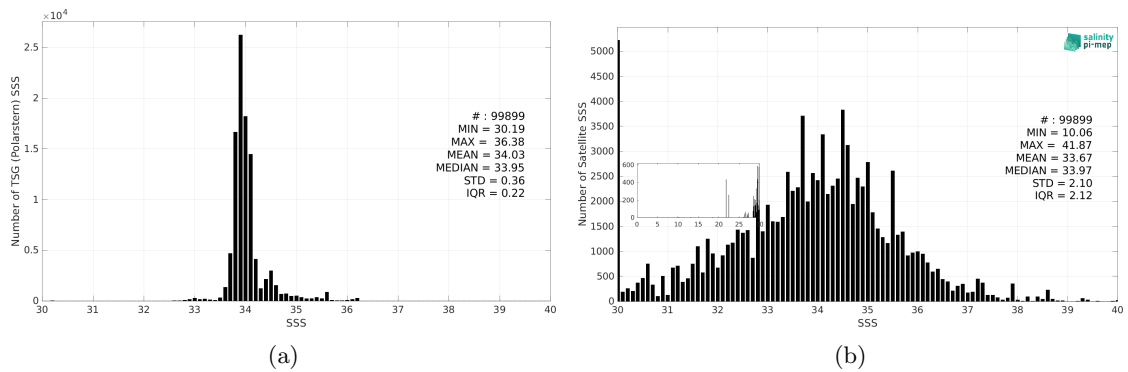 ×10^4
2.5
2
1.5
1
0.5
0
30 31 32 33 34 35 36 37 38 39 40
SSS
Number of TSG (Polarstern) SSS
# : 99899
MIN = 30.19
MAX = 36.38
MEAN = 34.03
MEDIAN = 33.95
STD = 0.36
IQR = 0.22
(a)
salinity
pi-mep
5000
4500
4000
3500
3000
2500
2000
1500
1000
500
0
30 31 32 33 34 35 36 37 38 39 40
SSS
Number of Satellite SSS
600
400
200
0
0 5 10 15 20 25 30
# : 99899
MIN = 10.06
MAX = 41.87
MEAN = 33.67
MEDIAN = 33.97
STD = 2.10
IQR = 2.12
(b)